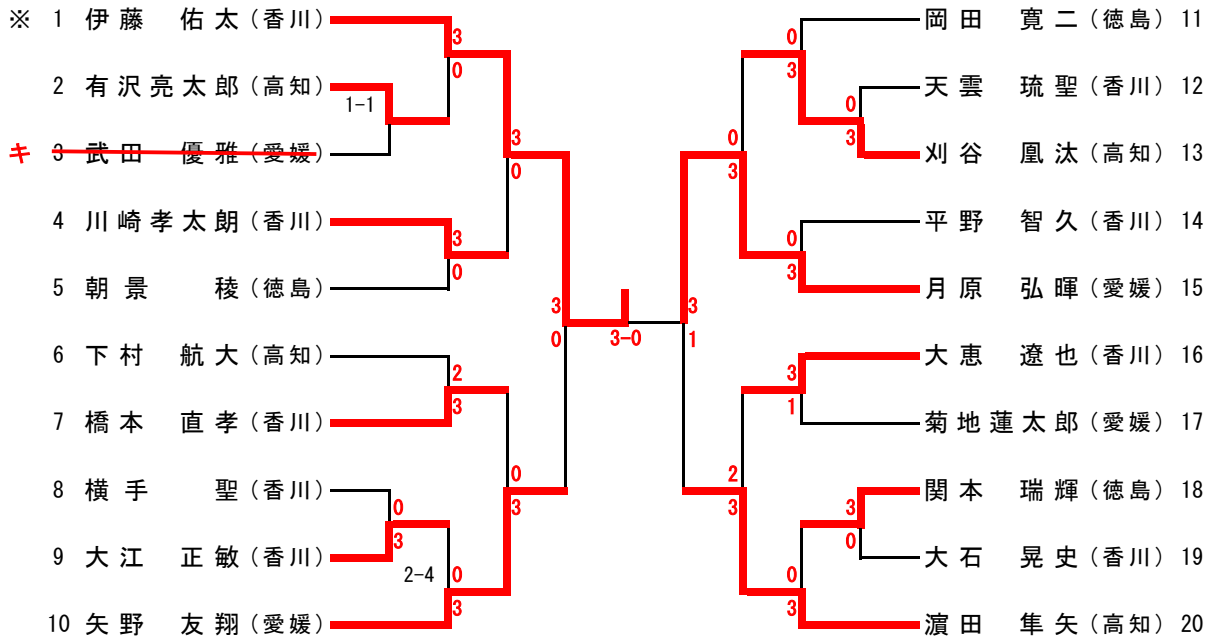 ※ 1 伊藤 佑太(香川)
2 有沢亮太郎(高知)
キ 3 武田 優雅(愛媛)
4 川崎孝太朗(香川)
5 朝景 稜(徳島)
6 下村 航大(高知)
7 橋本 直孝(香川)
8 横手 聖(香川)
9 大江 正敏(香川)
10 矢野 友翔(愛媛)
3
0
1-1
3
0
3
0
3
0
2
3
0
3
0
3
2-4
0
3
3-0
岡田 寛二(徳島) 11
天雲 琉聖(香川) 12
刈谷 凰汰(高知) 13
平野 智久(香川) 14
月原 弘暉(愛媛) 15
大恵 遼也(香川) 16
菊地蓮太郎(愛媛) 17
関本 瑞輝(徳島) 18
大石 晃史(香川) 19
濵田 隼矢(高知) 20
0
3
0
3
0
3
0
3
3
1
3
1
2
3
3
0
0
3